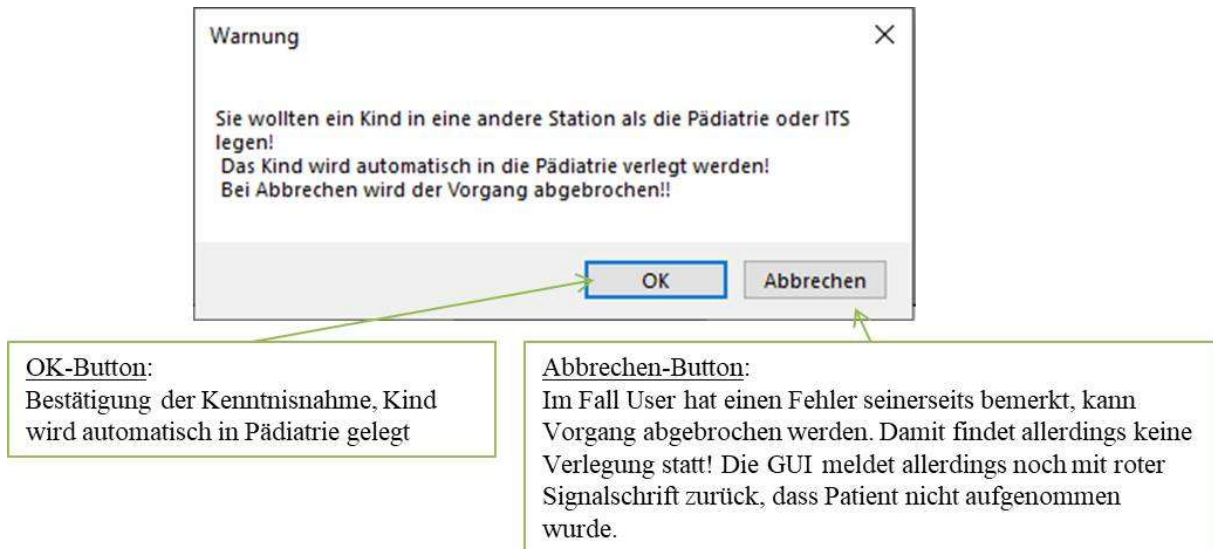 Warnung
Sie wollten ein Kind in eine andere Station als die Pädiatrie oder ITS
legen!
Das Kind wird automatisch in die Pädiatrie verlegt werden!
Bei Abbrechen wird der Vorgang abgebrochen!!
OK
Abbrechen
OK-Button:
Bestätigung der Kenntnisnahme, Kind
wird automatisch in Pädiatrie gelegt
Abbrechen-Button:
Im Fall User hat einen Fehler seinerseits bemerkt, kann
Vorgang abgebrochen werden. Damit findet allerdings keine
Verlegung statt! Die GUI meldet allerdings noch mit roter
Signalschrift zurück, dass Patient nicht aufgenommen
wurde.